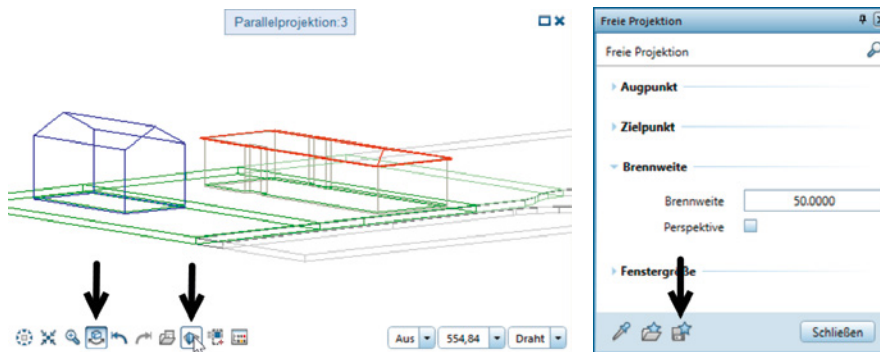 Parallelprojektion:3
Aus 554,84 Draht
Freie Projektion
Freie Projektion
Augpunkt
Zielpunkt
Brennweite
Brennweite 50.0000
Perspektive
Fenstergröße
Schließen